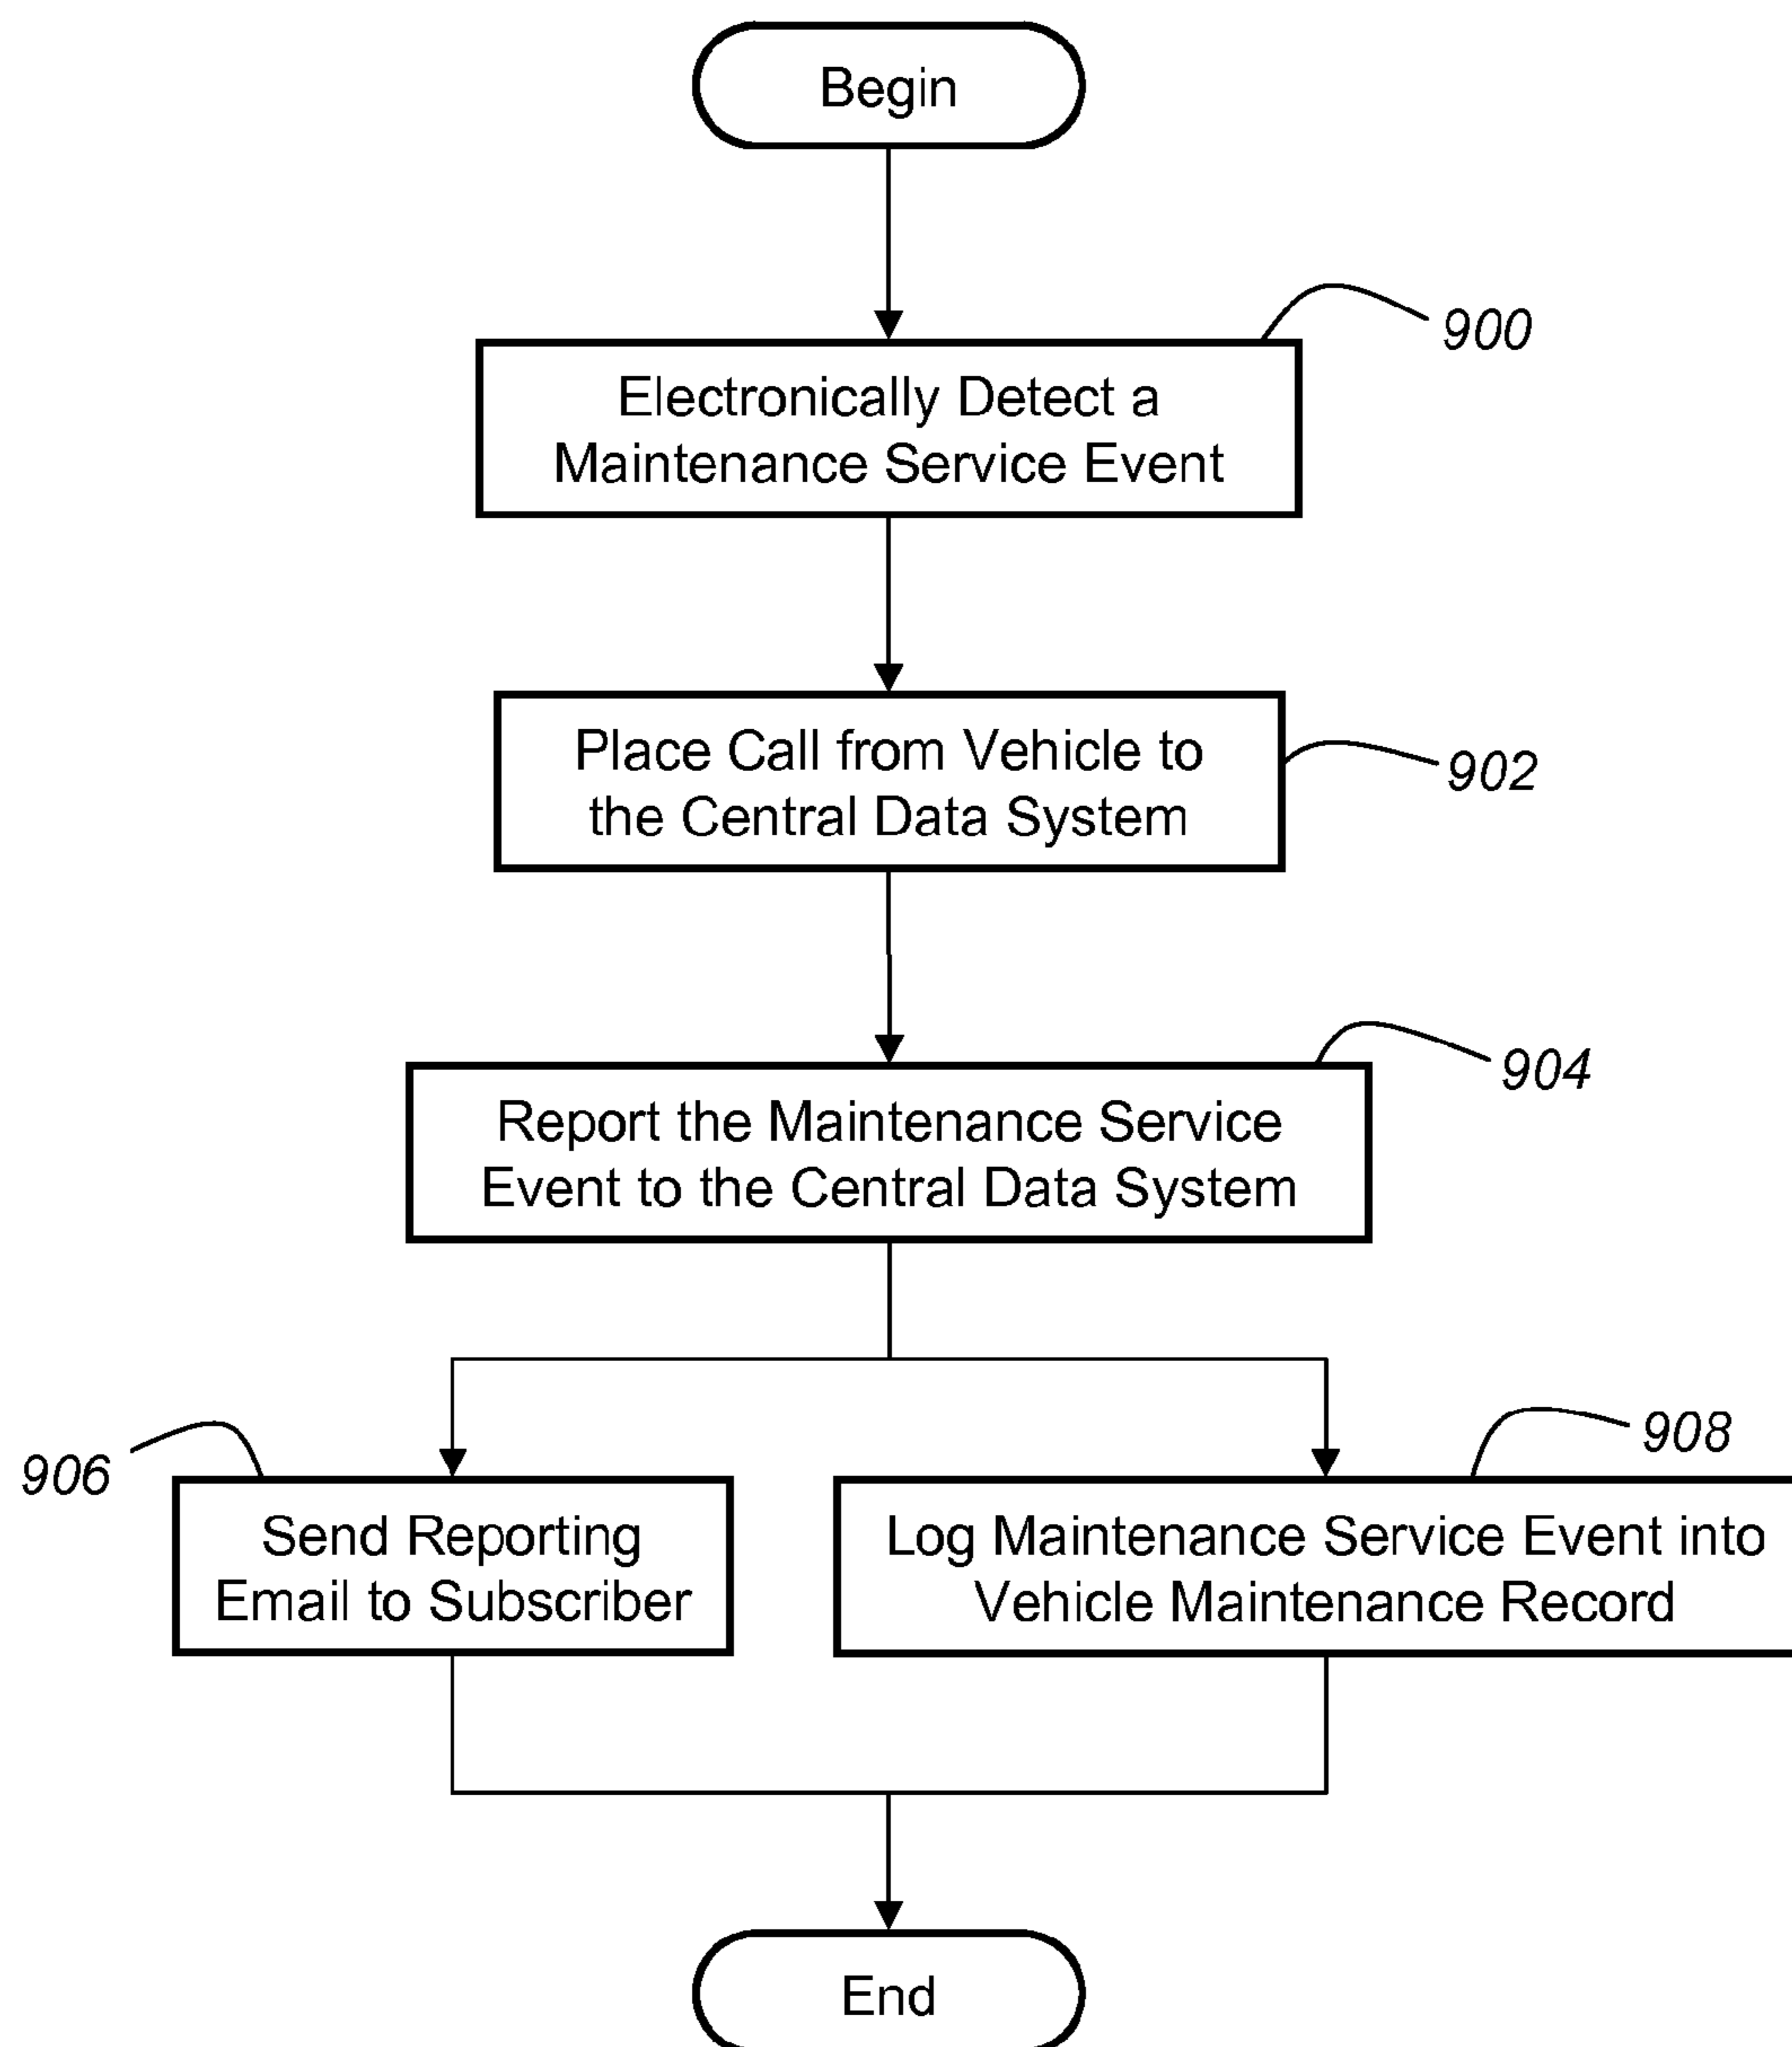 Begin
900
Electronically Detect a
Maintenance Service Event
Place Call from Vehicle to
the Central Data System
902
904
Report the Maintenance Service
Event to the Central Data System
906
Send Reporting
Email to Subscriber
908
Log Maintenance Service Event into
Vehicle Maintenance Record
End